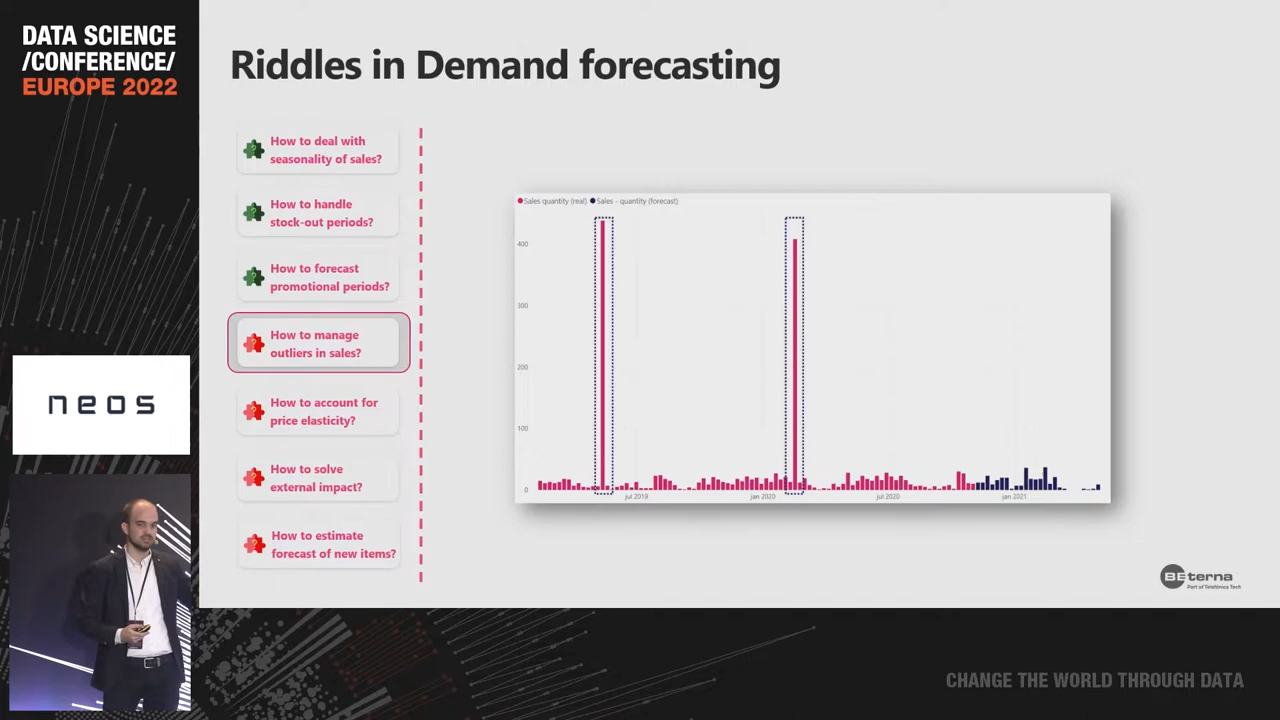 DATA SCIENCE
/CONFERENCE/
EUROPE 2022
Riddles in Demand forecasting
How to deal with
seasonality of sales?
How to handle
stock-out periods?
How to forecast
promotional periods?
How to manage
outliers in sales?
How to account for
price elasticity?
How to solve
external impact?
How to estimate
forecast of new items?
Sales quantity (real) Sales - quantity (forecast)
400
300
200
100
0
jul 2019 jan 2020 jul 2020 jan 2021
neos
BEterna
Part of Telefónica Tech
CHANGE THE WORLD THROUGH DATA